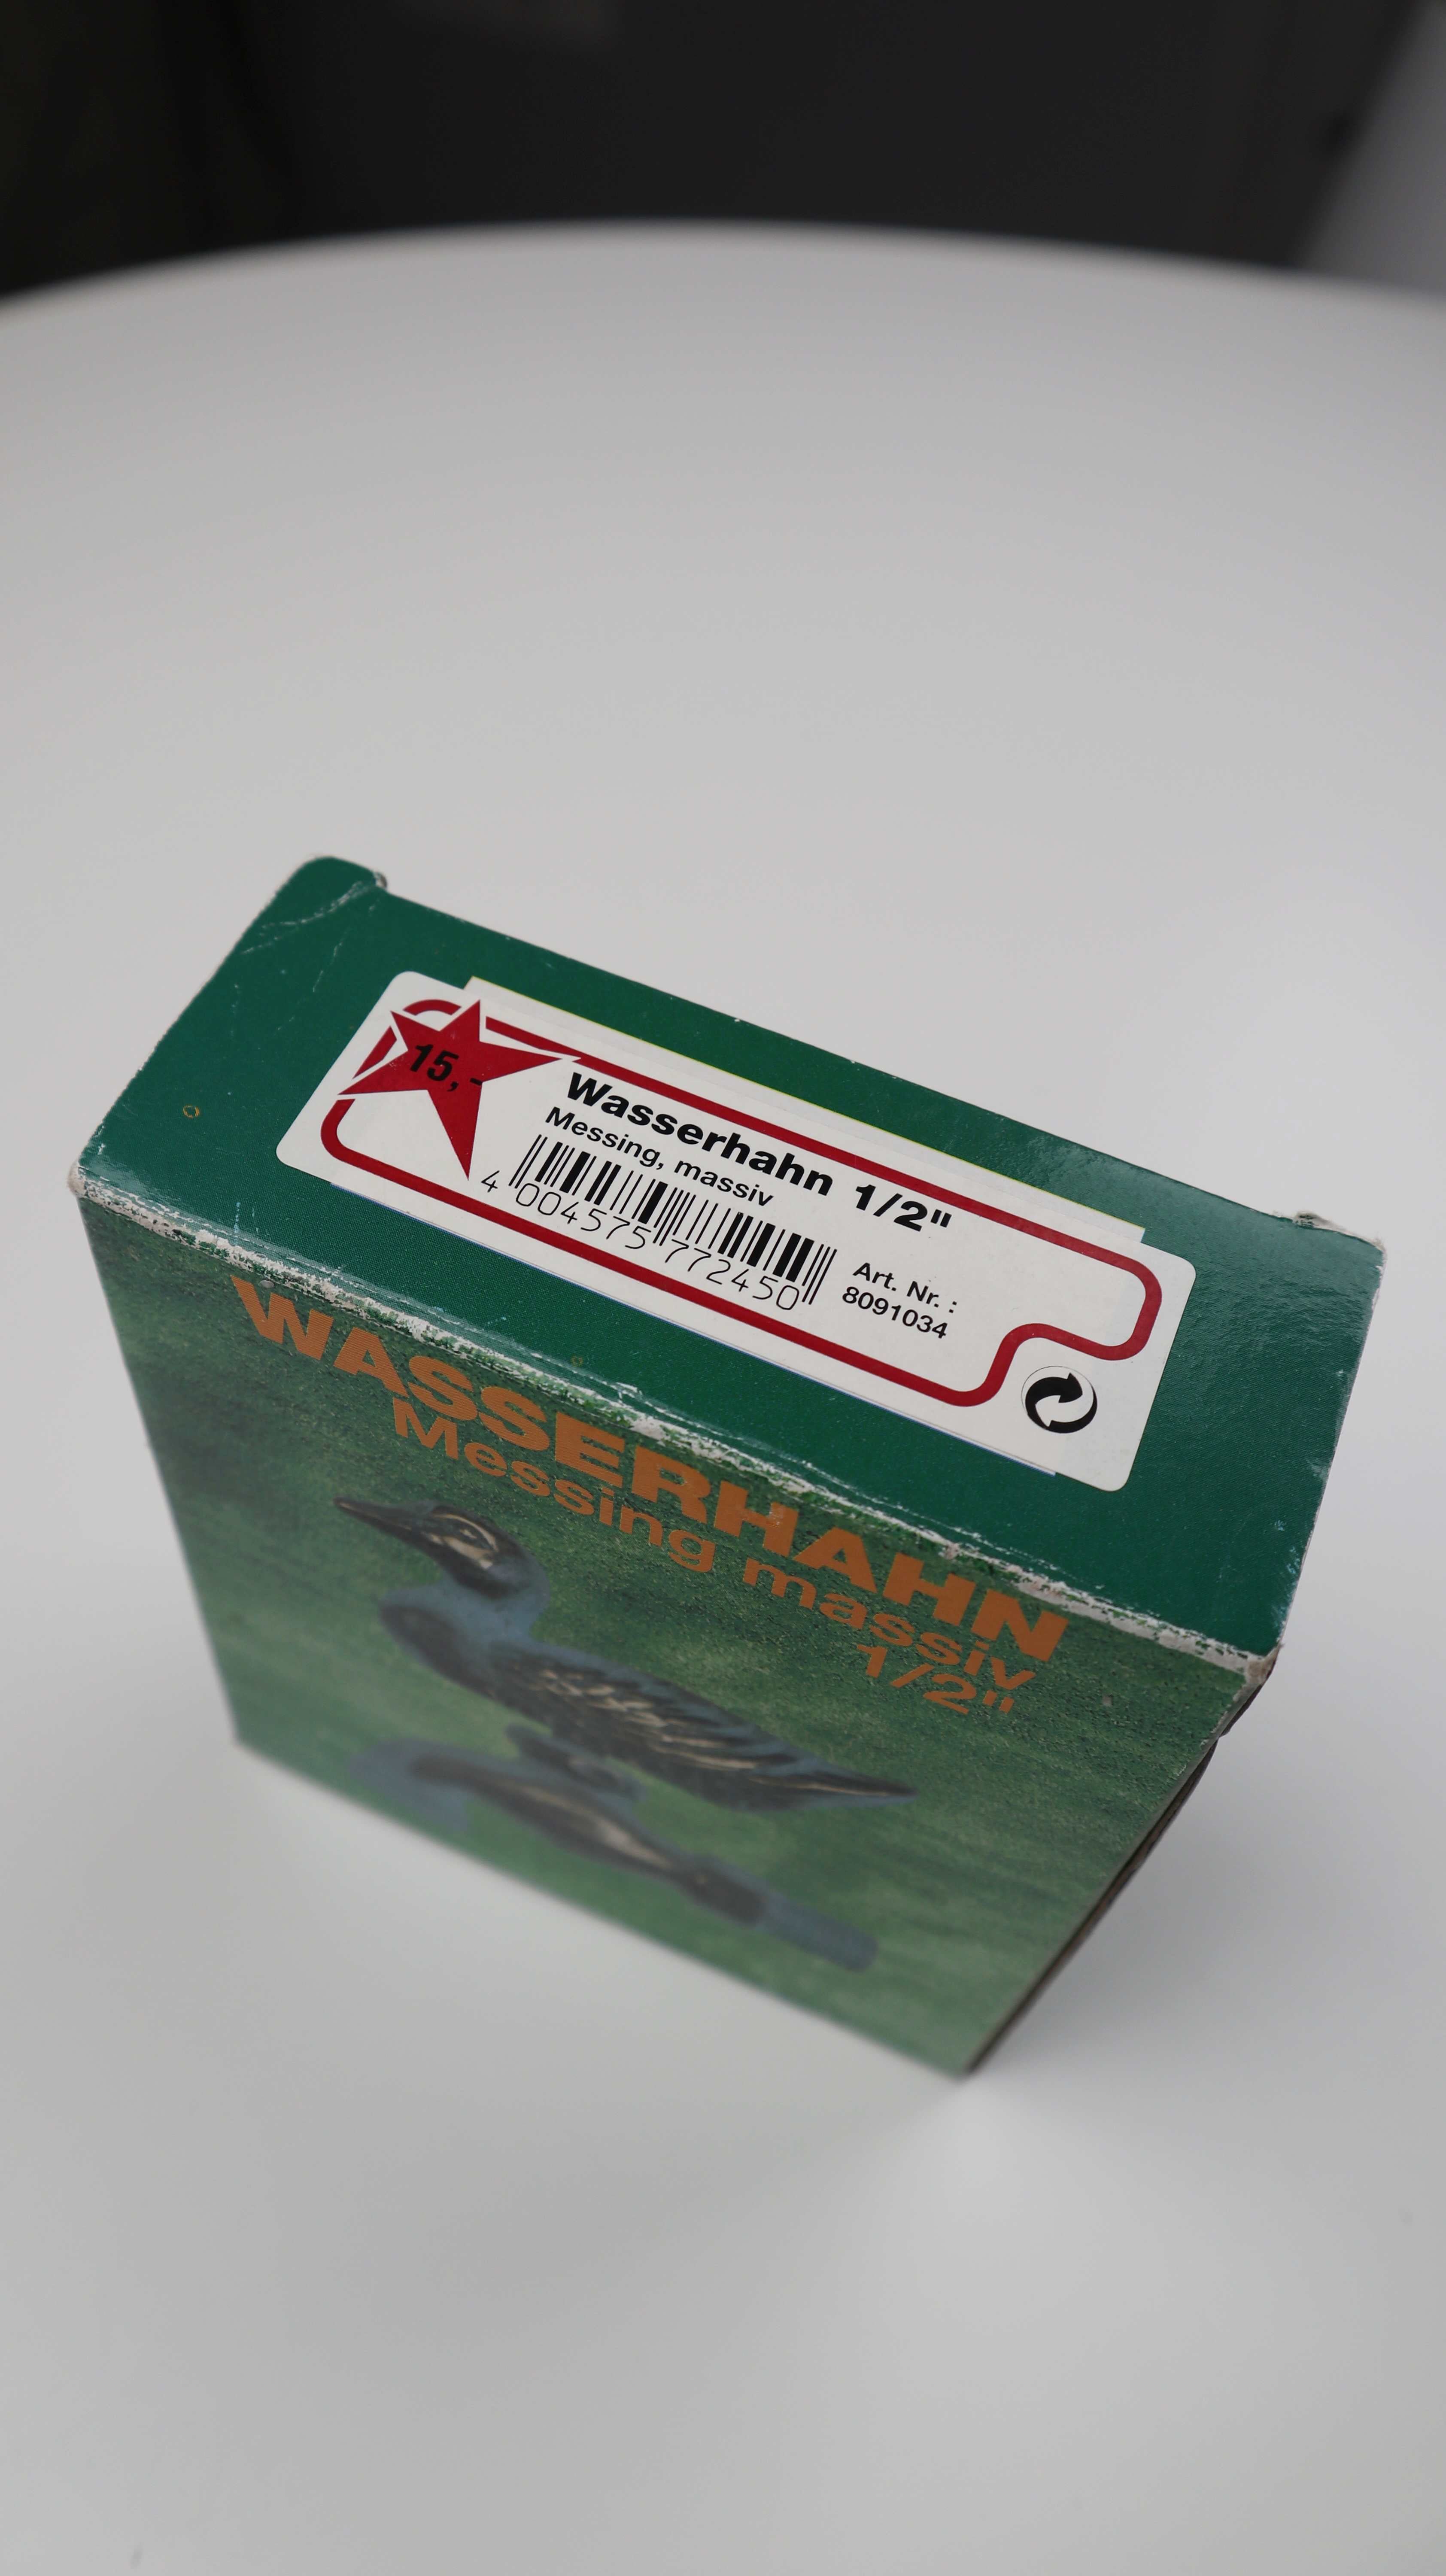 15,-
Wasserhahn 1/2"
Messing, massiv
4 004575 772450
Art. Nr. :
8091034
WASSERHAHN
Messing massiv
1/2"